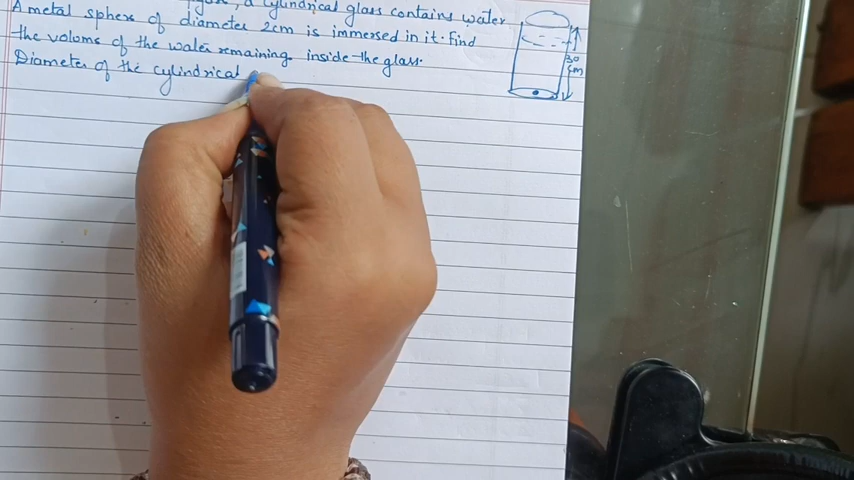 , a cylindrical glass contains water.
A metal sphere of diameter 2cm is immersed in it. Find
the volume of the water remaining inside the glass.
Diameter of the cylindrical
30
cm